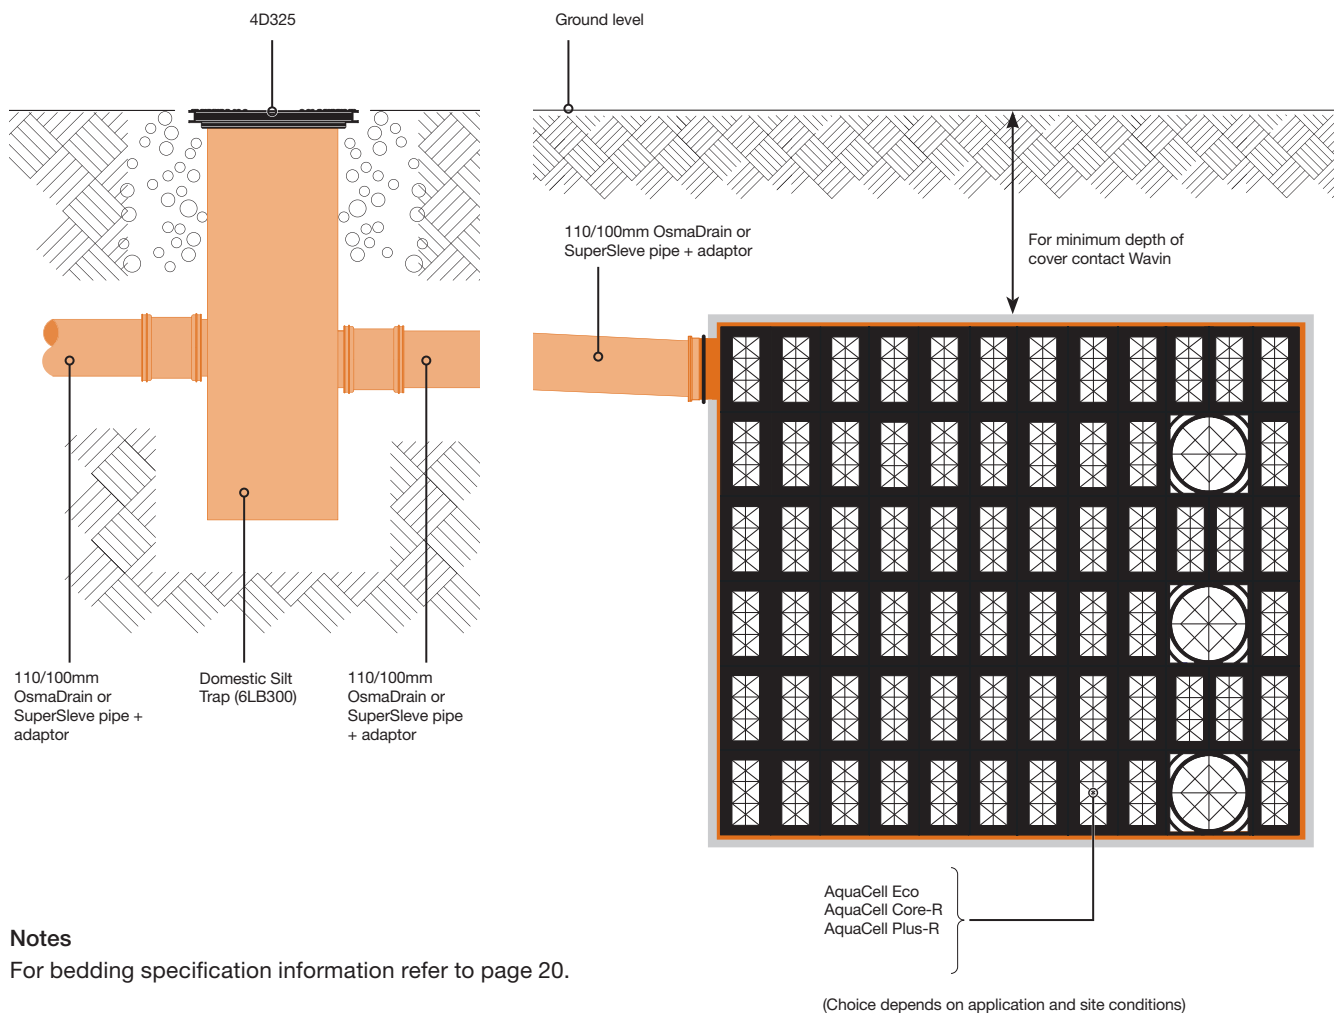 4D325
Ground level
110/100mm OsmaDrain or
SuperSleve pipe + adaptor
For minimum depth of
cover contact Wavin
110/100mm
OsmaDrain or
SuperSleve pipe +
adaptor
Domestic Silt
Trap (6LB300)
110/100mm
OsmaDrain or
SuperSleve pipe
+ adaptor
AquaCell Eco
AquaCell Core-R
AquaCell Plus-R
(Choice depends on application and site conditions)
Notes
For bedding specification information refer to page 20.